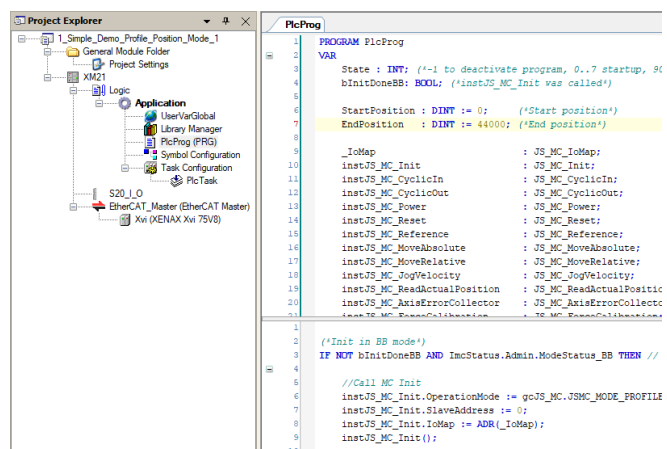 Project Explorer
1_Simple_Demo_Profile_Position_Mode_1
General Module Folder
Project Settings
XM21
Logic
Application
UserVarGlobal
Library Manager
PlcProg (PRG)
Symbol Configuration
Task Configuration
PlcTask
S20_I_O
EtherCAT_Master (EtherCAT Master)
Xvi (XENAX Xvi 75V8)
PlcProg
1 PROGRAM PlcProg
2 VAR
3 State : INT; (*-1 to deactivate program, 0..7 startup, 90
4 bInitDoneBB: BOOL; (*instJS_MC_Init was called*)
5
6 StartPosition : DINT := 0; (*Start position*)
7 EndPosition : DINT := 44000; (*End position*)
8
9 _IoMap : JS_MC_IoMap;
10 instJS_MC_Init : JS_MC_Init;
11 instJS_MC_CyclicIn : JS_MC_CyclicIn;
12 instJS_MC_CyclicOut : JS_MC_CyclicOut;
13 instJS_MC_Power : JS_MC_Power;
14 instJS_MC_Reset : JS_MC_Reset;
15 instJS_MC_Reference : JS_MC_Reference;
16 instJS_MC_MoveAbsolute : JS_MC_MoveAbsolute;
17 instJS_MC_MoveRelative : JS_MC_MoveRelative;
18 instJS_MC_JogVelocity : JS_MC_JogVelocity;
19 instJS_MC_ReadActualPosition : JS_MC_ReadActualPositio
20 instJS_MC_AxisErrorCollector : JS_MC_AxisErrorCollecto
21 instJS_MC_ForceCalibration : JS_MC_ForceCalibration;
1
2 (*Init in BB mode*)
3 IF NOT bInitDoneBB AND ImcStatus.Admin.ModeStatus_BB THEN //
4
5 //Call MC Init
6 instJS_MC_Init.OperationMode := gcJS_MC.JSMC_MODE_PROFILE
7 instJS_MC_Init.SlaveAddress := 0;
8 instJS_MC_Init.IoMap := ADR(_IoMap);
9 instJS_MC_Init();